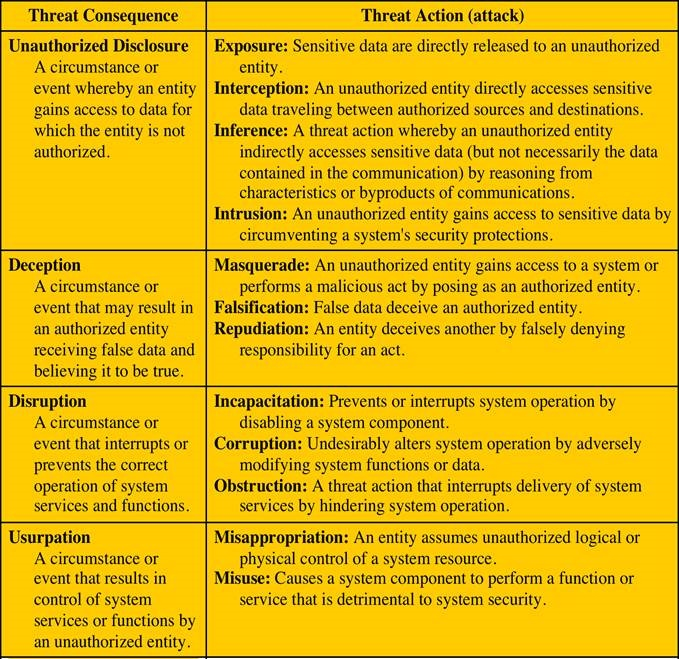 Threat Consequence
Threat Action (attack)
Unauthorized Disclosure
A circumstance or
event whereby an entity
gains access to data for
which the entity is not
authorized.
Exposure: Sensitive data are directly released to an unauthorized
entity.
Interception: An unauthorized entity directly accesses sensitive
data traveling between authorized sources and destinations.
Inference: A threat action whereby an unauthorized entity
indirectly accesses sensitive data (but not necessarily the data
contained in the communication) by reasoning from
characteristics or byproducts of communications.
Intrusion: An unauthorized entity gains access to sensitive data by
circumventing a system's security protections.
Deception
A circumstance or
event that may result in
an authorized entity
receiving false data and
believing it to be true.
Masquerade: An unauthorized entity gains access to a system or
performs a malicious act by posing as an authorized entity.
Falsification: False data deceive an authorized entity.
Repudiation: An entity deceives another by falsely denying
responsibility for an act.
Disruption
A circumstance or
event that interrupts or
prevents the correct
operation of system
services and functions.
Incapacitation: Prevents or interrupts system operation by
disabling a system component.
Corruption: Undesirably alters system operation by adversely
modifying system functions or data.
Obstruction: A threat action that interrupts delivery of system
services by hindering system operation.
Usurpation
A circumstance or
event that results in
control of system
services or functions by
an unauthorized entity.
Misappropriation: An entity assumes unauthorized logical or
physical control of a system resource.
Misuse: Causes a system component to perform a function or
service that is detrimental to system security.